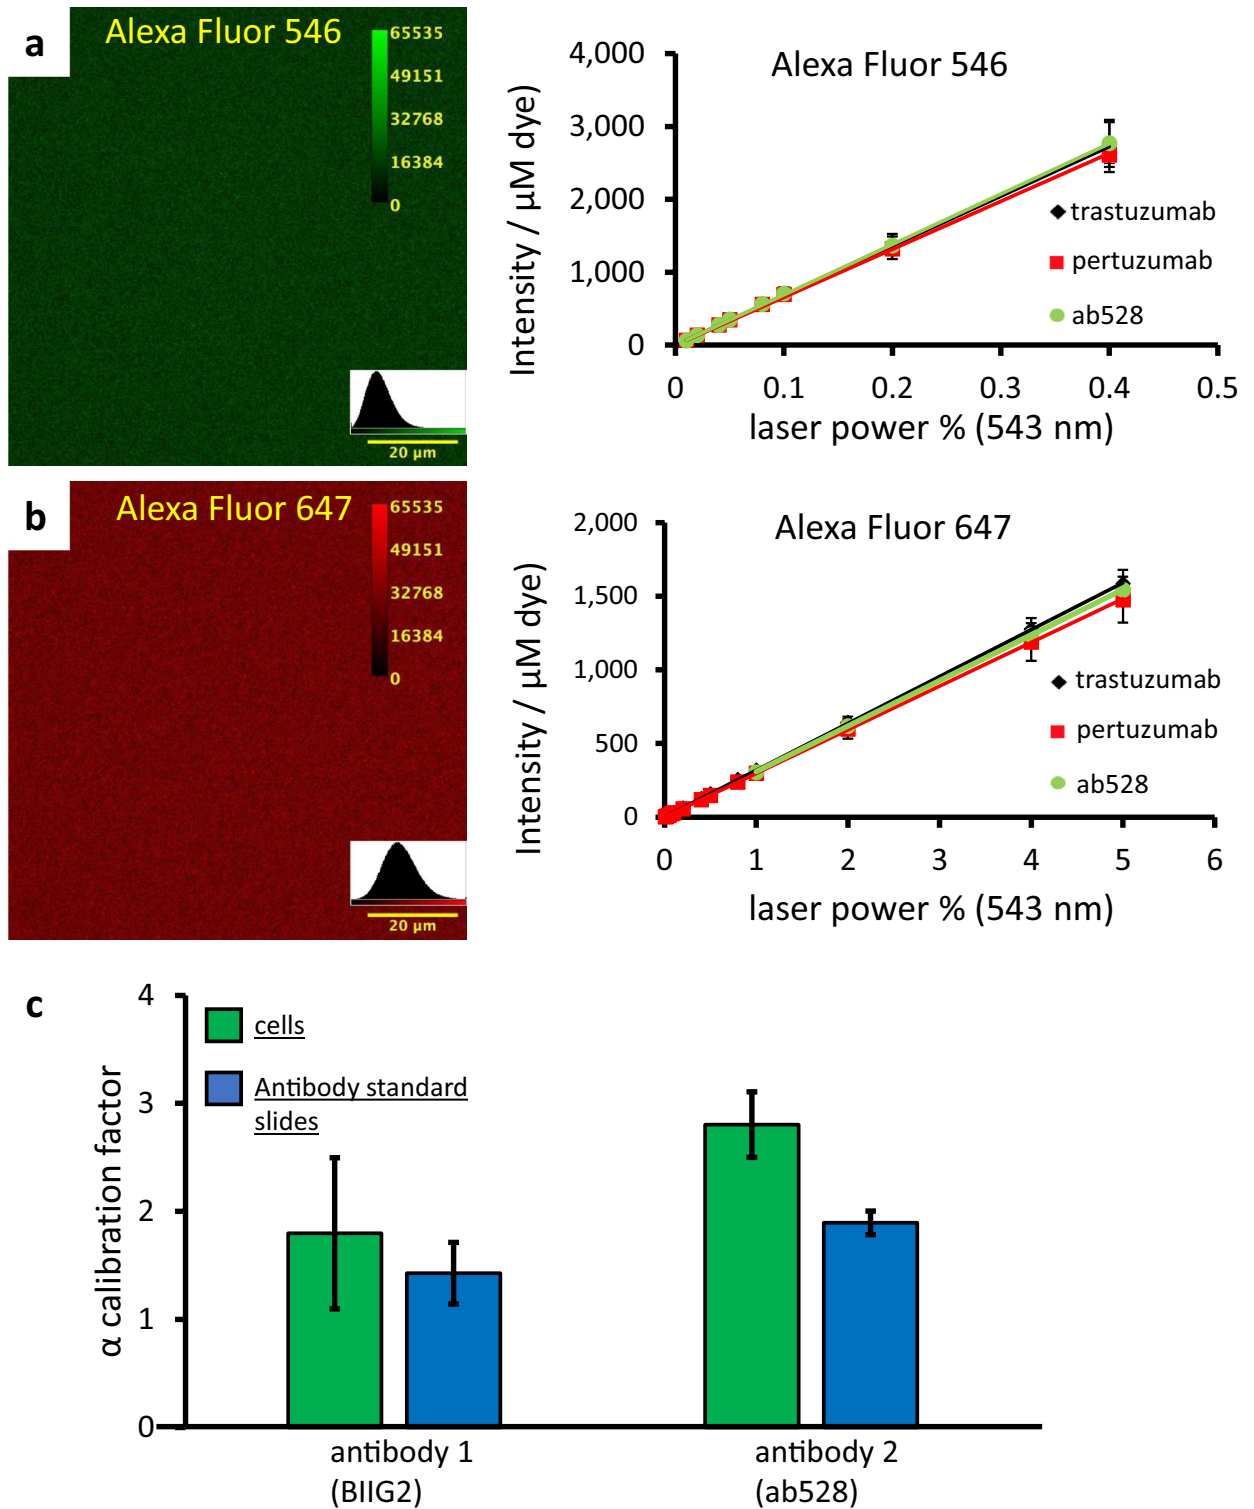 a
Alexa Fluor 546
65535
49151
32768
16384
0
20 µm
Alexa Fluor 546
Intensity / µM dye)
4,000
3,000
2,000
1,000
0
trastuzumab
pertuzumab
ab528
0 0.1 0.2 0.3 0.4 0.5
laser power % (543 nm)
b
Alexa Fluor 647
65535
49151
32768
16384
0
20 µm
Alexa Fluor 647
Intensity / µM dye)
2,000
1,500
1,000
500
0
trastuzumab
pertuzumab
ab528
0 1 2 3 4 5 6
laser power % (543 nm)
c
α calibration factor
4
3
2
1
0
cells
Antibody standard
slides
antibody 1
(BIIG2)
antibody 2
(ab528)